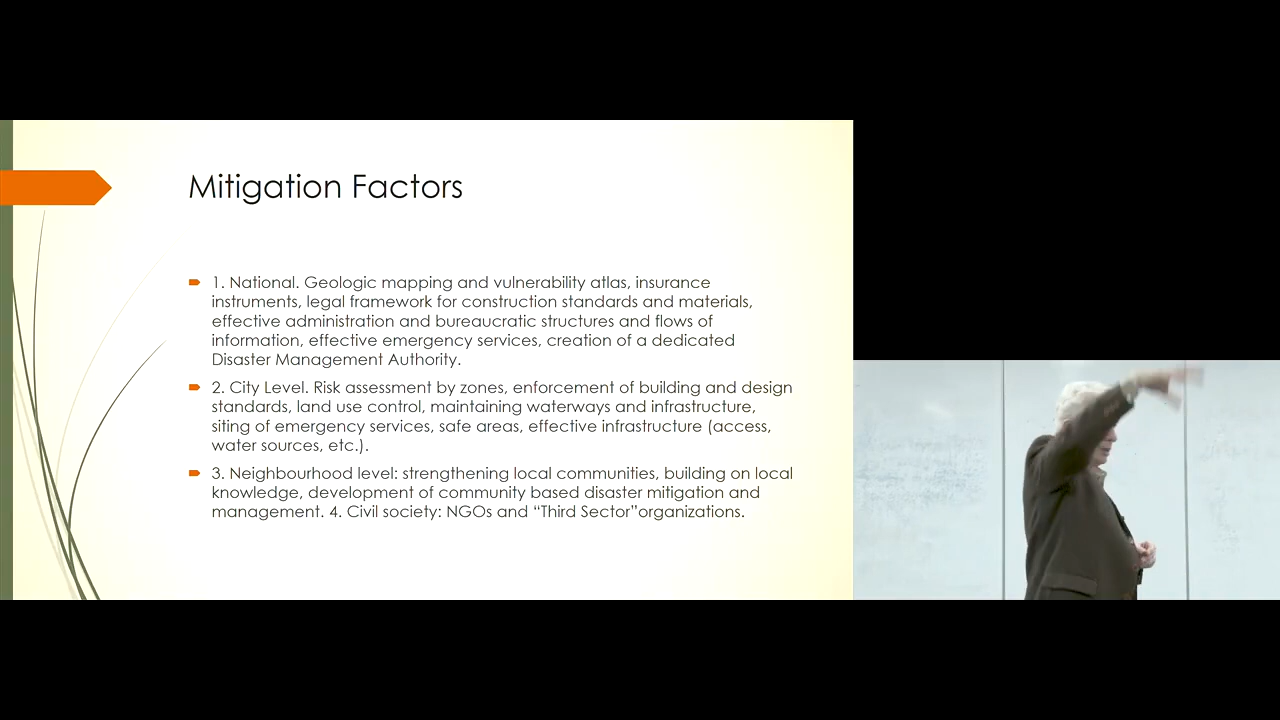 Mitigation Factors
1. National. Geologic mapping and vulnerability atlas, insurance
instruments, legal framework for construction standards and materials,
effective administration and bureaucratic structures and flows of
information, effective emergency services, creation of a dedicated
Disaster Management Authority.
2. City Level. Risk assessment by zones, enforcement of building and design
standards, land use control, maintaining waterways and infrastructure,
siting of emergency services, safe areas, effective infrastructure (access,
water sources, etc.).
3. Neighbourhood level: strengthening local communities, building on local
knowledge, development of community based disaster mitigation and
management. 4. Civil society: NGOs and “Third Sector”organizations.